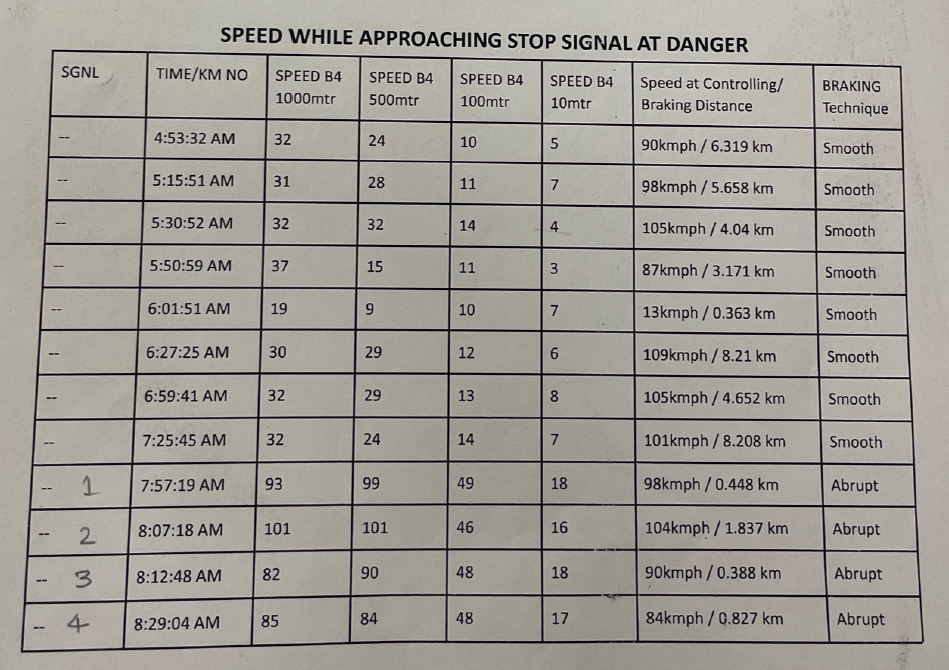 SPEED WHILE APPROACHING STOP SIGNAL AT DANGER
SGNL TIME/KM NO SPEED B4 1000mtr SPEED B4 500mtr SPEED B4 100mtr SPEED B4 10mtr Speed at Controlling/ Braking Distance BRAKING Technique
-- 4:53:32 AM 32 24 10 5 90kmph / 6.319 km Smooth
-- 5:15:51 AM 31 28 11 7 98kmph / 5.658 km Smooth
-- 5:30:52 AM 32 32 14 4 105kmph / 4.04 km Smooth
-- 5:50:59 AM 37 15 11 3 87kmph / 3.171 km Smooth
-- 6:01:51 AM 19 9 10 7 13kmph / 0.363 km Smooth
-- 6:27:25 AM 30 29 12 6 109kmph / 8.21 km Smooth
-- 6:59:41 AM 32 29 13 8 105kmph / 4.652 km Smooth
-- 7:25:45 AM 32 24 14 7 101kmph / 8.208 km Smooth
-- 1 7:57:19 AM 93 99 49 18 98kmph / 0.448 km Abrupt
-- 2 8:07:18 AM 101 101 46 16 104kmph / 1.837 km Abrupt
-- 3 8:12:48 AM 82 90 48 18 90kmph / 0.388 km Abrupt
-- 4 8:29:04 AM 85 84 48 17 84kmph / 0.827 km Abrupt